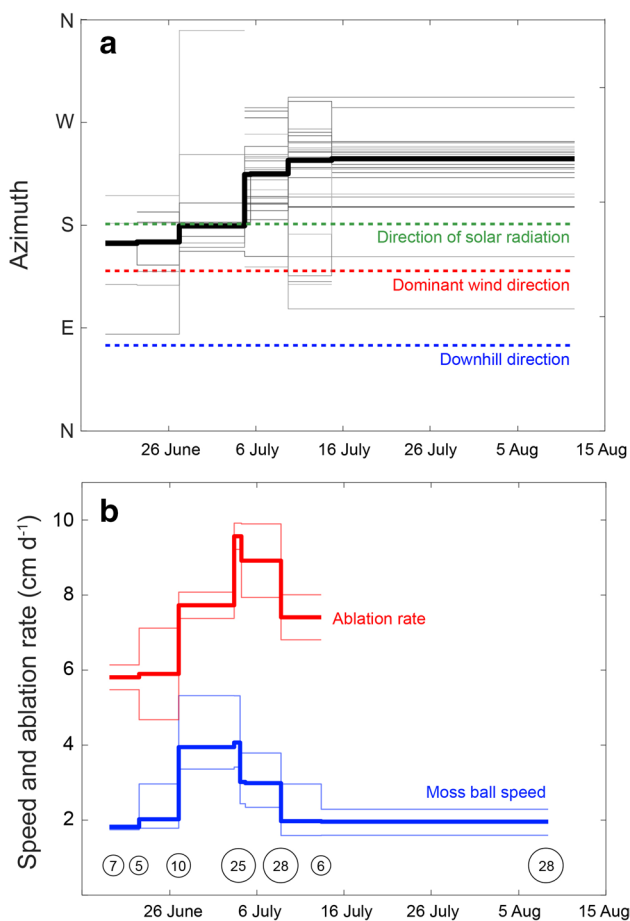 a
N
W
S
E
N
Azimuth
Direction of solar radiation
Dominant wind direction
Downhill direction
26 June
6 July
16 July
26 July
5 Aug
15 Aug
b
10
8
6
4
2
Speed and ablation rate (cm d⁻¹)
Ablation rate
Moss ball speed
7
5
10
25
28
6
28
26 June
6 July
16 July
26 July
5 Aug
15 Aug